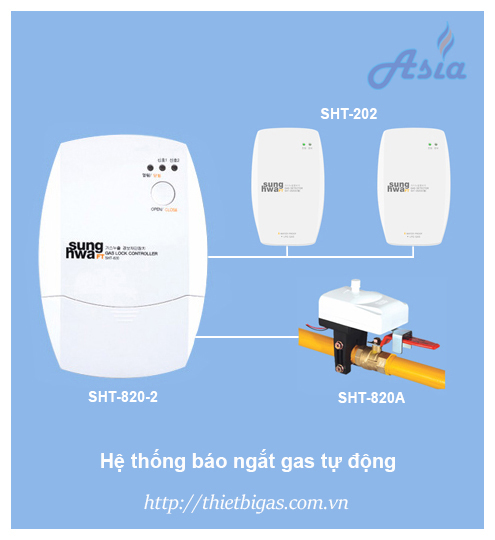 Asia
SHT-202
OPEN
sung
hwa FT
GAS LOCK CONTROLLER
sung
hwa
sung
hwa
SHT-820-2
SHT-820A
Hệ thống báo ngắt gas tự động
http://thietbigas.com.vn